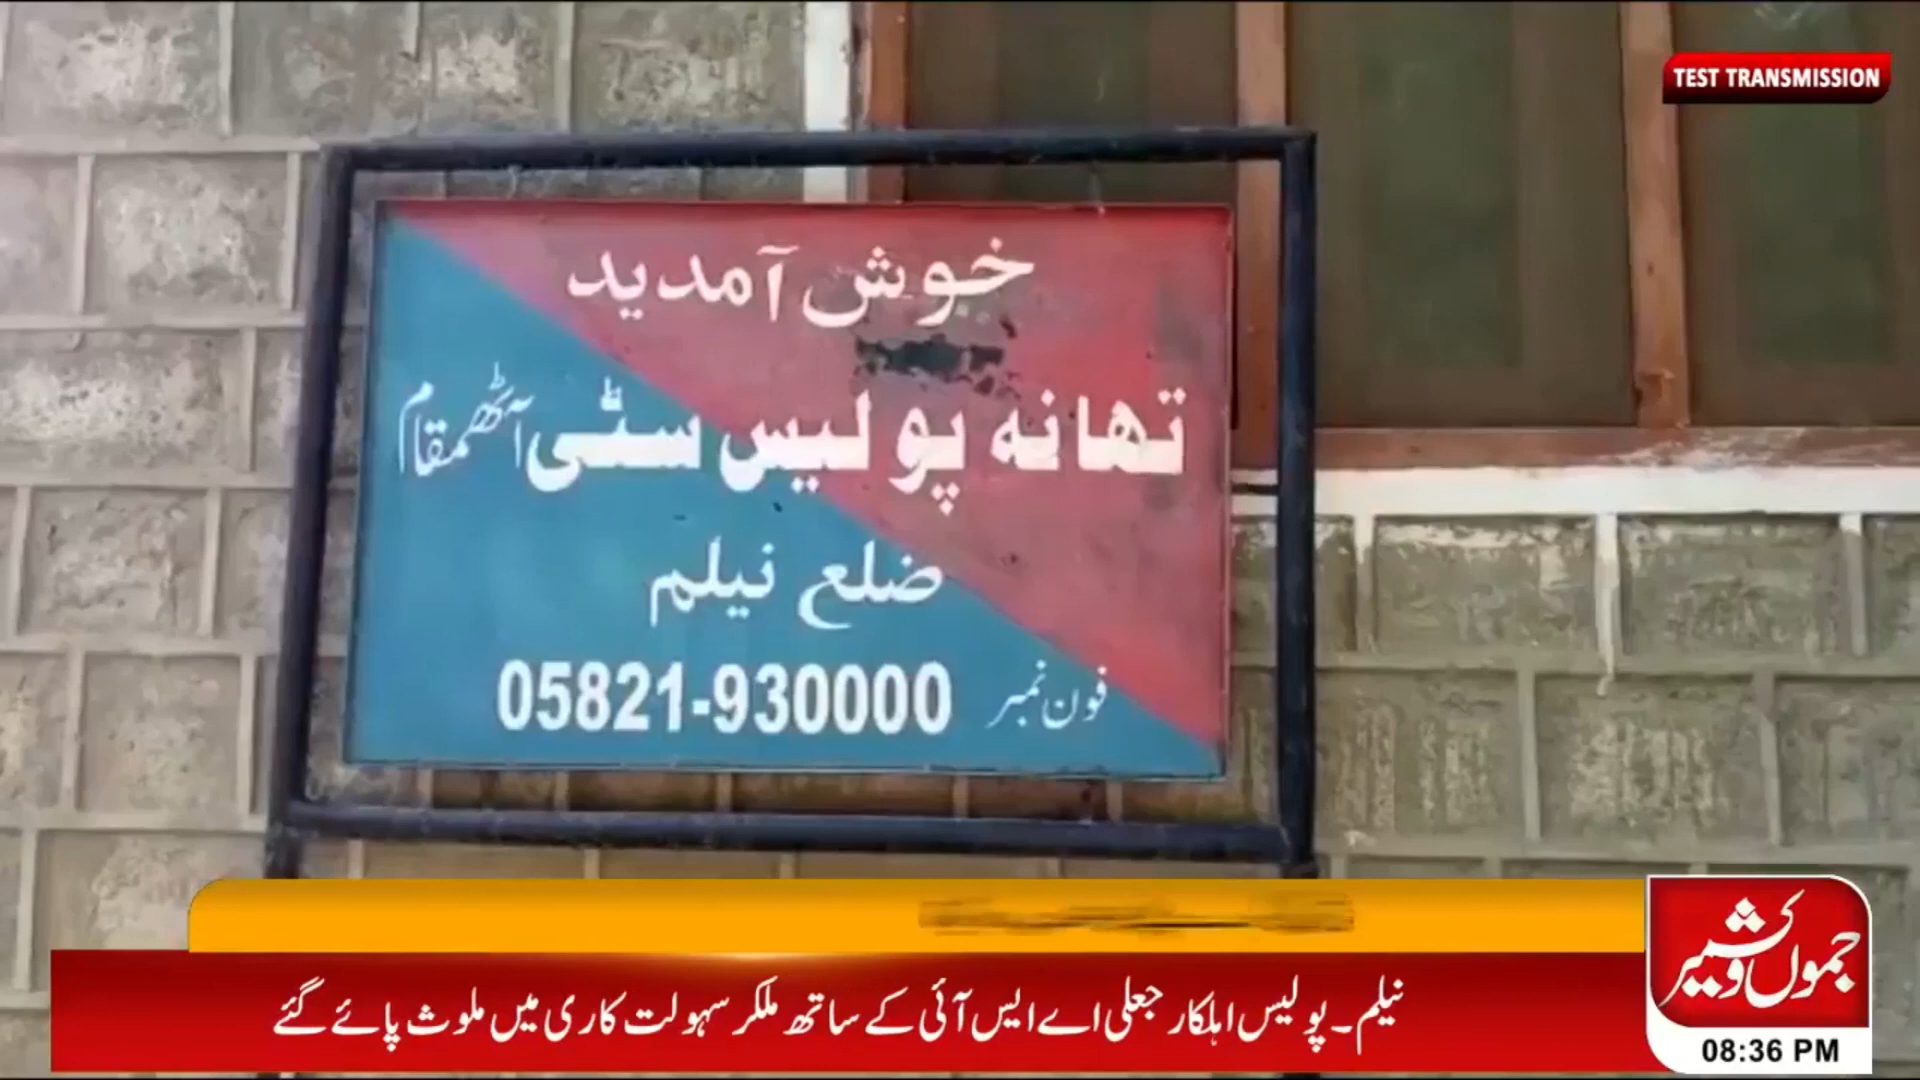 TEST TRANSMISSION
خوش آمدید
تھانہ پولیس سٹی آٹھمقام
ضلع نیلم
فون نمبر 05821-930000
نیلم۔ پولیس اہلکار جعلی اے ایس آئی کے ساتھ ملکر سہولت کاری میں ملوث پائے گئے
جموں و کشمیر
08:36 PM